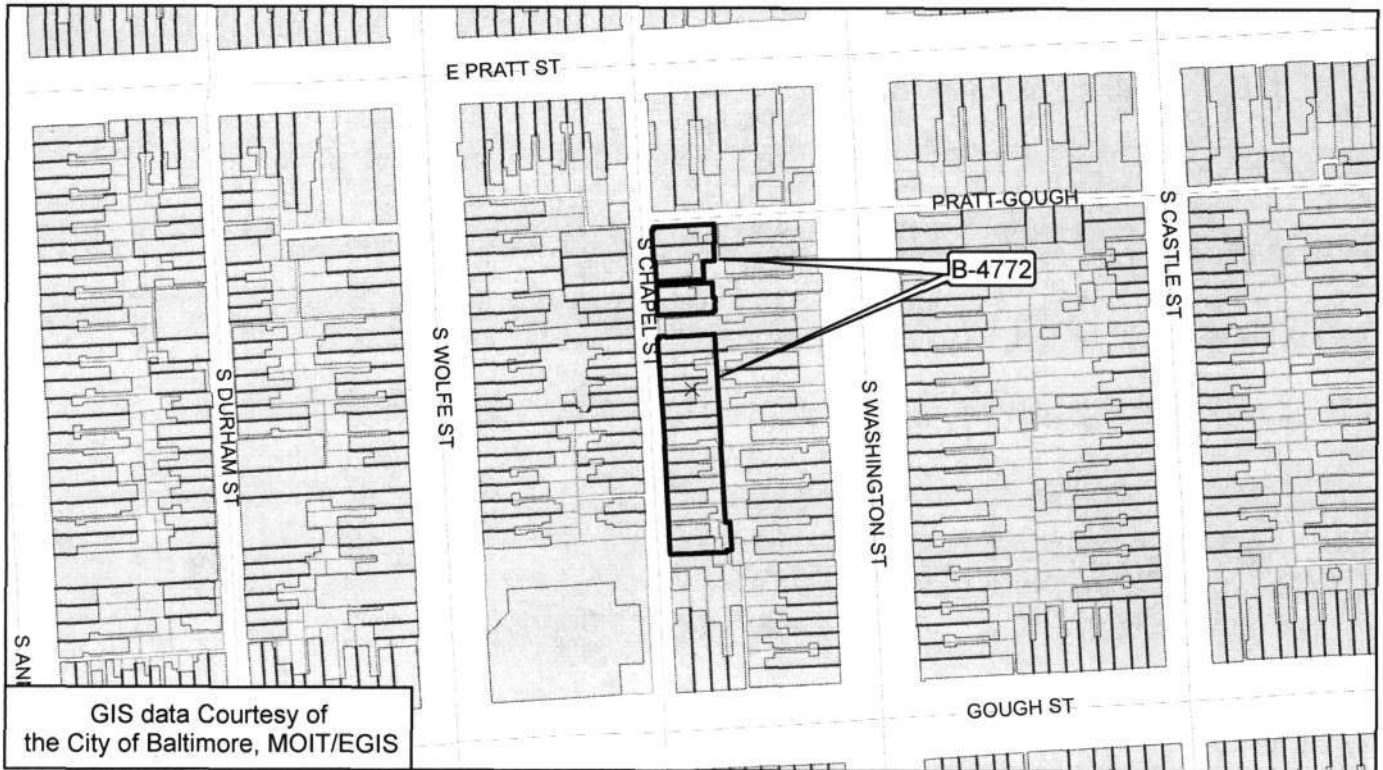 E PRATT ST
PRATT-GOUGH
S CHAPEL ST
S CASTLE ST
B-4772
S WOLFE ST
S DURHAM ST
S WASHINGTON ST
GOUGH ST
GIS data Courtesy of
the City of Baltimore, MOIT/EGIS